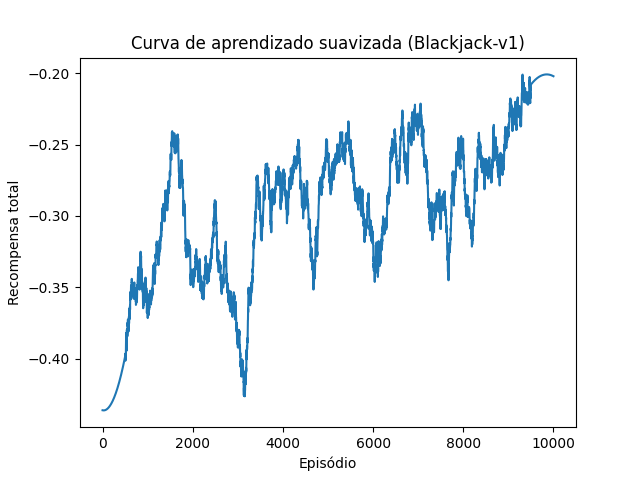 Curva de aprendizado suavizada (Blackjack-v1)
Recompensa total
−0.20
−0.25
−0.30
−0.35
−0.40
0 2000 4000 6000 8000 10000
Episódio